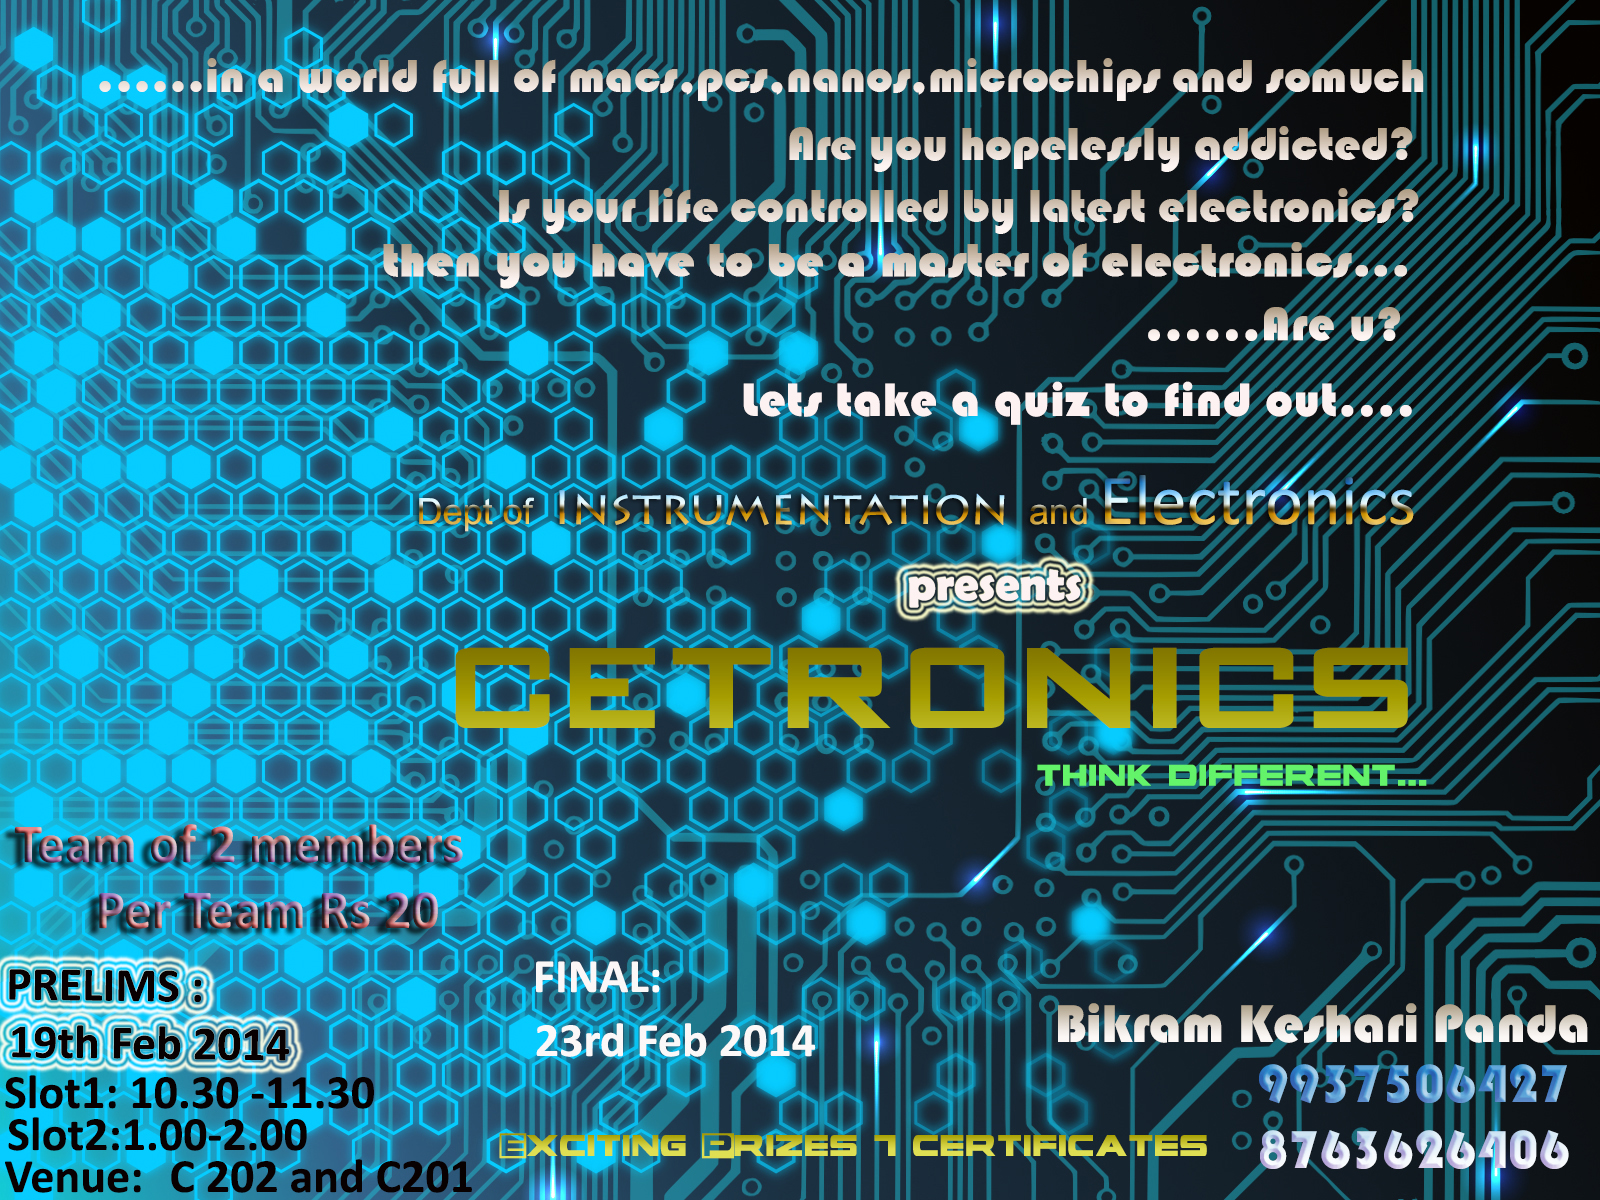 ......in a world full of macs,pcs,nanos,microchips and somuch
Are you hopelessly addicted?
Is your life controlled by latest electronics?
then you have to be a master of electronics...
......Are u?
Lets take a quiz to find out....
Dept of INSTRUMENTATION and Electronics
presents
CETRONICS
THINK DIFFERENT...
Team of 2 members
Per Team Rs 20
PRELIMS :
19th Feb 2014
Slot1: 10.30 -11.30
Slot2:1.00-2.00
Venue: C 202 and C201
FINAL:
23rd Feb 2014
Exciting Prizes 7 certificates
Bikram Keshari Panda
9937506427
8763626406